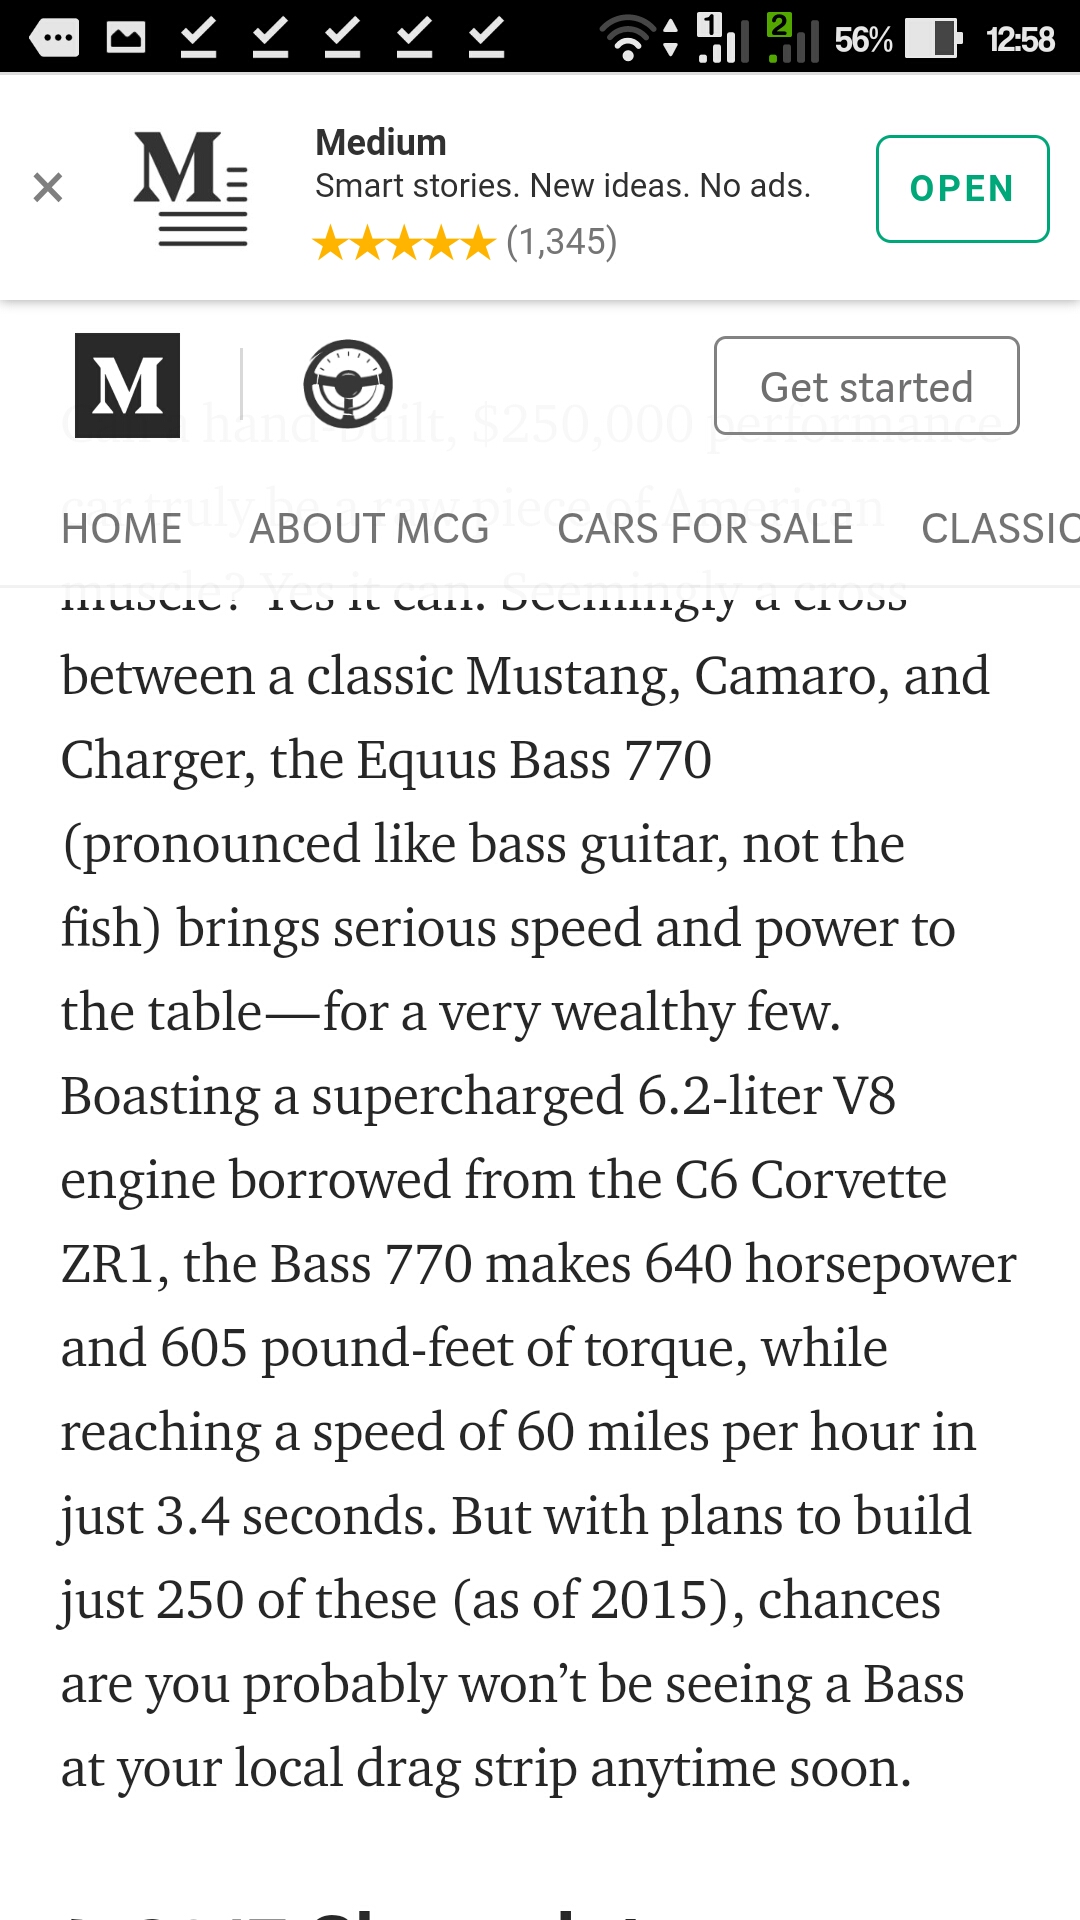 1 2 56% 12:58
Medium
Smart stories. New ideas. No ads.
(1,345)
OPEN
M
Get started
hand-built, $250,000 performance
car truly be a raw piece of American
HOME ABOUT MCG CARS FOR SALE CLASSIC
muscle? Yes it can. Seemingly a cross
between a classic Mustang, Camaro, and
Charger, the Equus Bass 770
(pronounced like bass guitar, not the
fish) brings serious speed and power to
the table—for a very wealthy few.
Boasting a supercharged 6.2-liter V8
engine borrowed from the C6 Corvette
ZR1, the Bass 770 makes 640 horsepower
and 605 pound-feet of torque, while
reaching a speed of 60 miles per hour in
just 3.4 seconds. But with plans to build
just 250 of these (as of 2015), chances
are you probably won’t be seeing a Bass
at your local drag strip anytime soon.